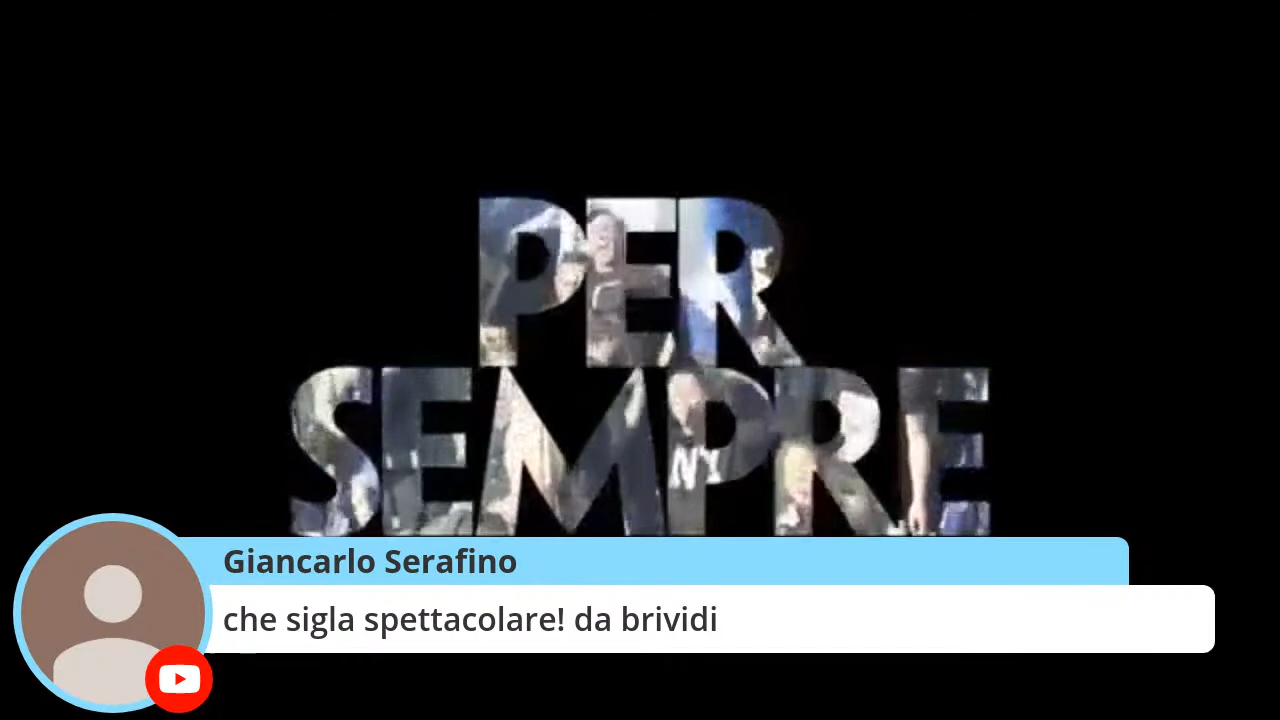 PER
SEMPRE
Giancarlo Serafino
che sigla spettacolare! da brividi